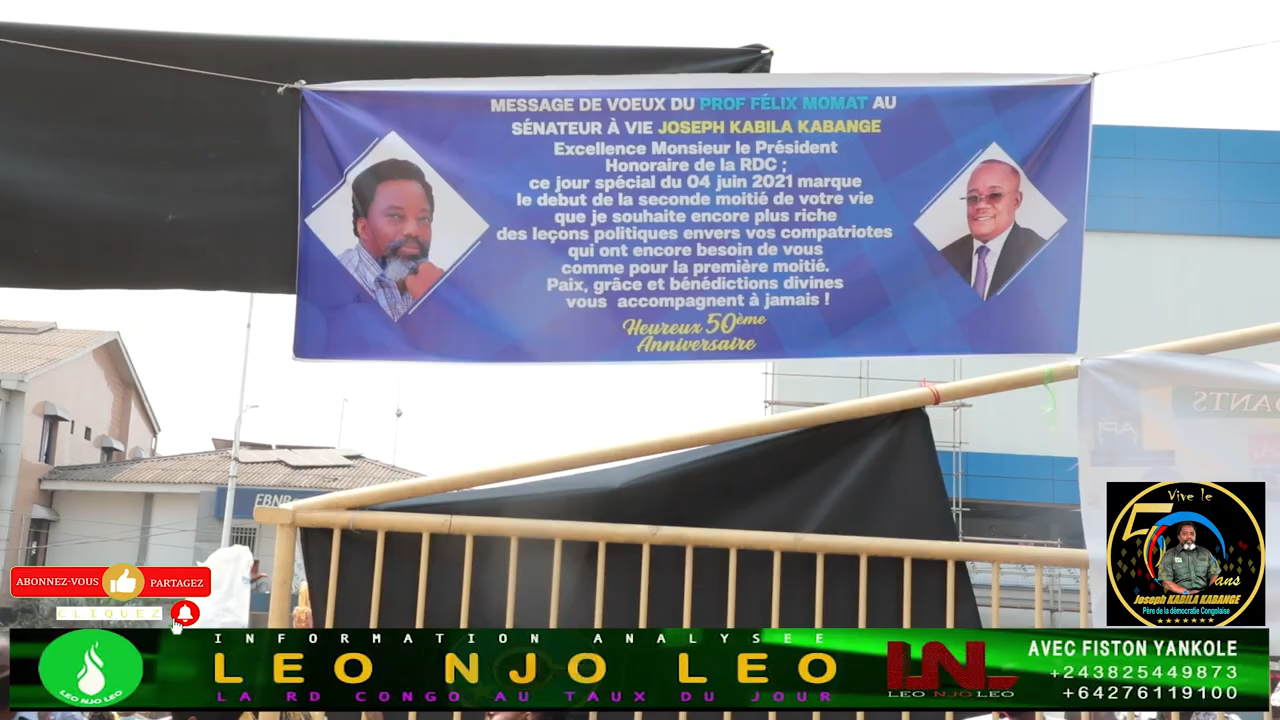 MESSAGE DE VOEUX DU PROF FÉLIX MOMAT AU
SÉNATEUR À VIE JOSEPH KABILA KABANGE
Excellence Monsieur le Président
Honoraire de la RDC ;
ce jour spécial du 04 juin 2021 marque
le debut de la seconde moitié de votre vie
que je souhaite encore plus riche
des leçons politiques envers vos compatriotes
qui ont encore besoin de vous
comme pour la première moitié.
Paix, grâce et bénédictions divines
vous accompagnent à jamais !
Heureux 50ème
Anniversaire
DANTS
FBNB
Vive le
50 ans
Joseph KABILA KABANGE
Père de la démocratie Congolaise
ABONNEZ-VOUS PARTAGEZ
CLIQUEZ
INFORMATION ANALYSEE
LEO NJO LEO
LA RD CONGO AU TAUX DU JOUR
LEO NJO LEO
LNL
LEO NJO LEO
AVEC FISTON YANKOLE
+243825449873
+64276119100